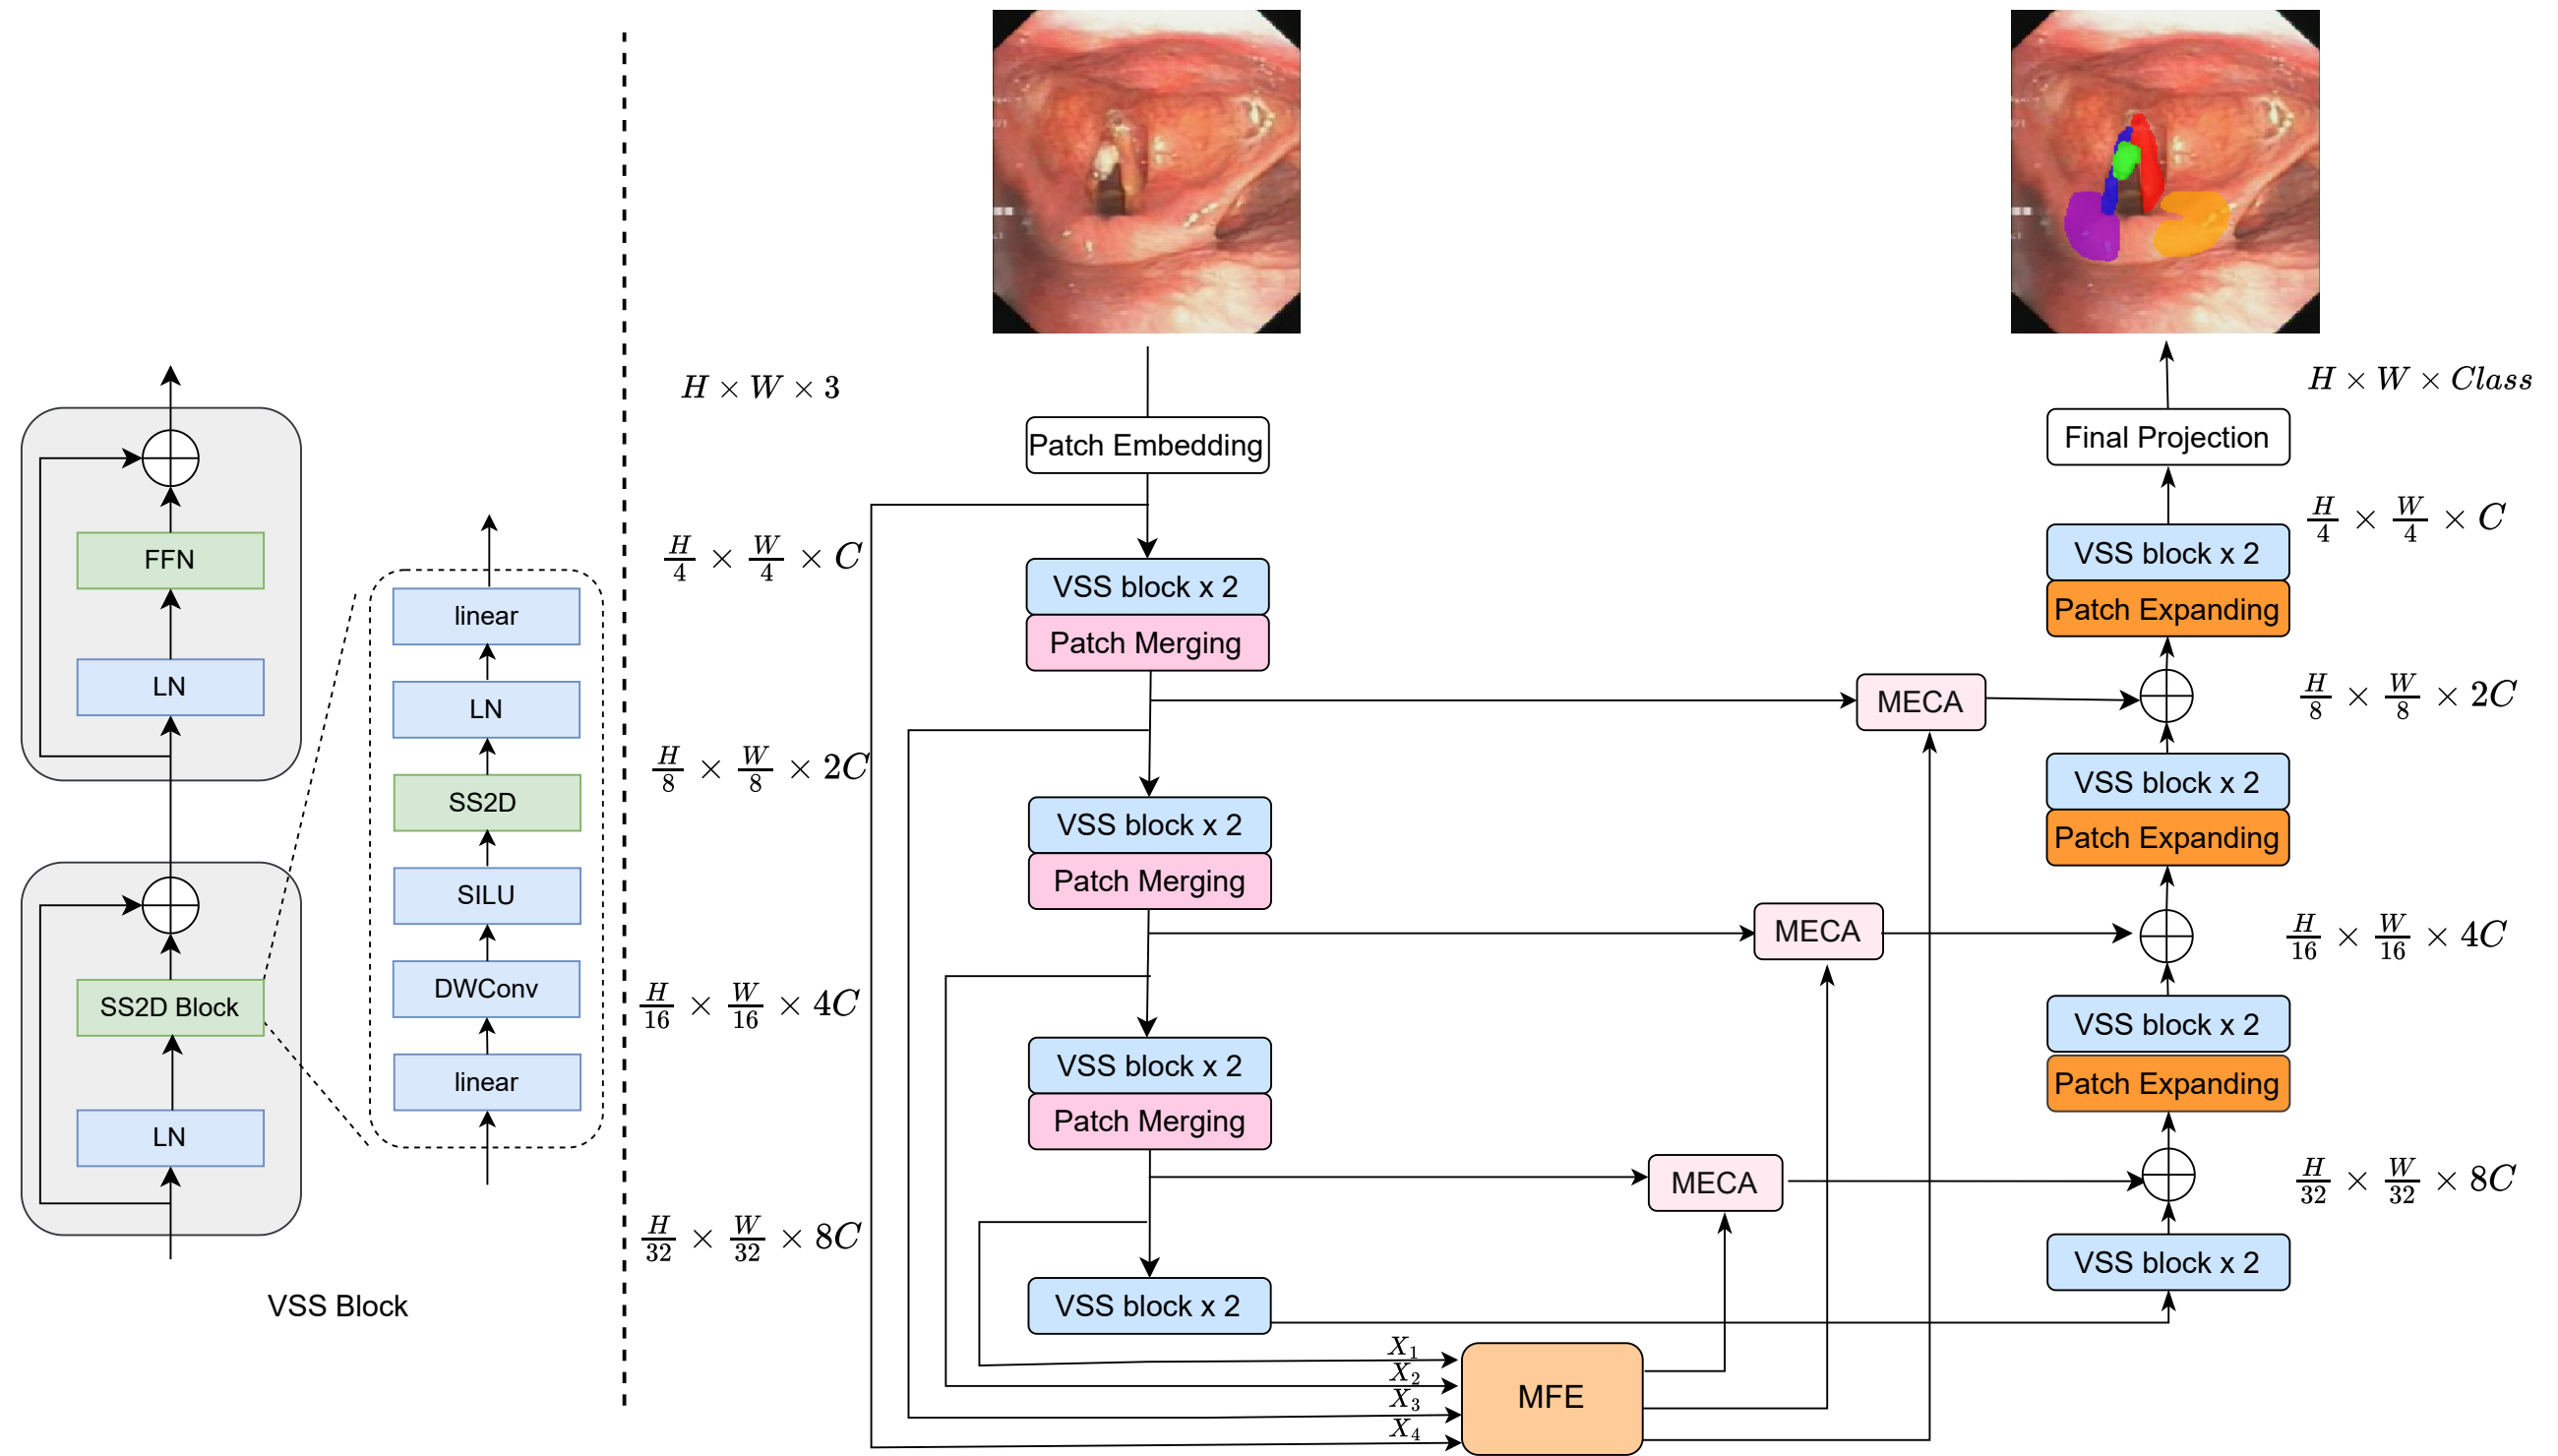 FFN
LN
SS2D Block
LN
linear
LN
SS2D
SILU
DWConv
linear
VSS Block
H × W × 3
H/4 × W/4 × C
H/8 × W/8 × 2C
H/16 × W/16 × 4C
H/32 × W/32 × 8C
Patch Embedding
VSS block x 2
Patch Merging
VSS block x 2
Patch Merging
VSS block x 2
Patch Merging
VSS block x 2
X₁
X₂
X₃
X₄
MFE
MECA
MECA
MECA
Final Projection
VSS block x 2
Patch Expanding
VSS block x 2
Patch Expanding
VSS block x 2
Patch Expanding
VSS block x 2
H × W × Class
H/4 × W/4 × C
H/8 × W/8 × 2C
H/16 × W/16 × 4C
H/32 × W/32 × 8C